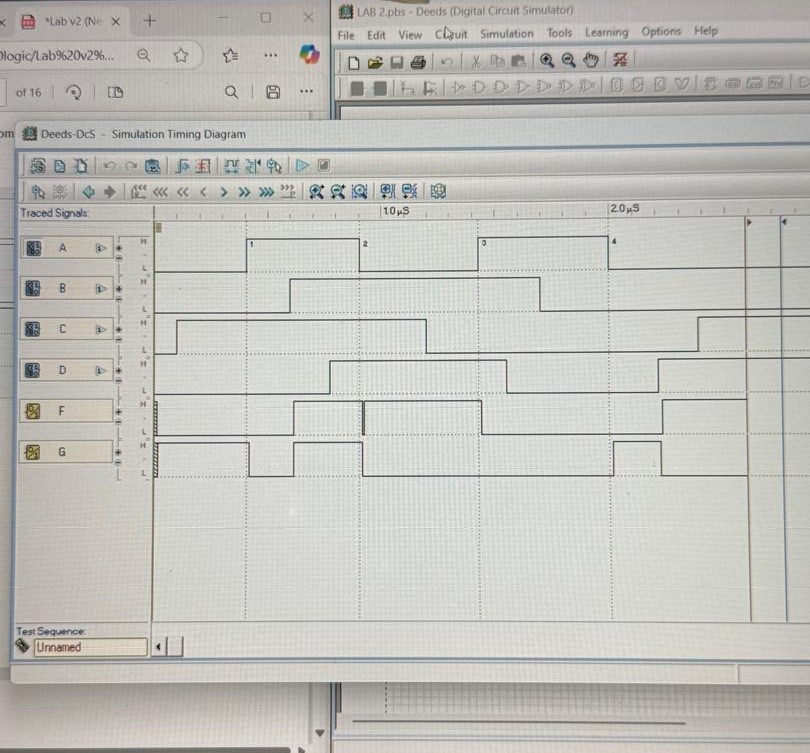 *Lab v2 (Ne
LAB 2.pbs - Deeds (Digital Circuit Simulator)
File Edit View Circuit Simulation Tools Learning Options Help
logic/Lab%20v2%...
of 16
om
Deeds-DcS - Simulation Timing Diagram
Traced Signals:
1.0µS
2.0µS
A
H
L
1
2
3
4
B
H
L
C
H
L
D
H
L
F
H
L
G
H
L
Test Sequence:
Unnamed